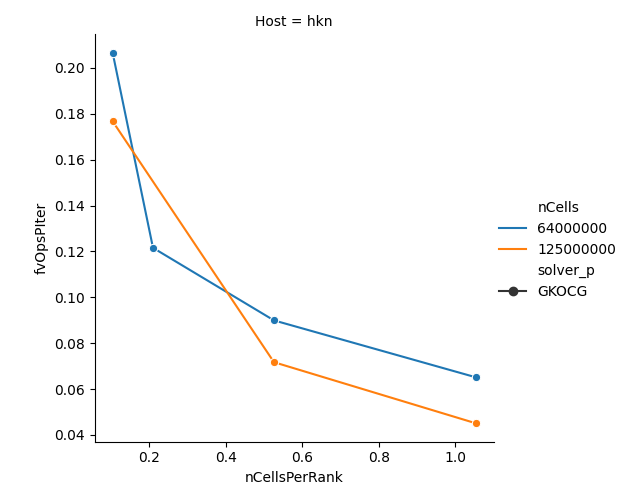 Host = hkn
fvOpsPIter
0.20
0.18
0.16
0.14
0.12
0.10
0.08
0.06
0.04
0.2 0.4 0.6 0.8 1.0
nCellsPerRank
nCells
64000000
125000000
solver_p
GKOCG